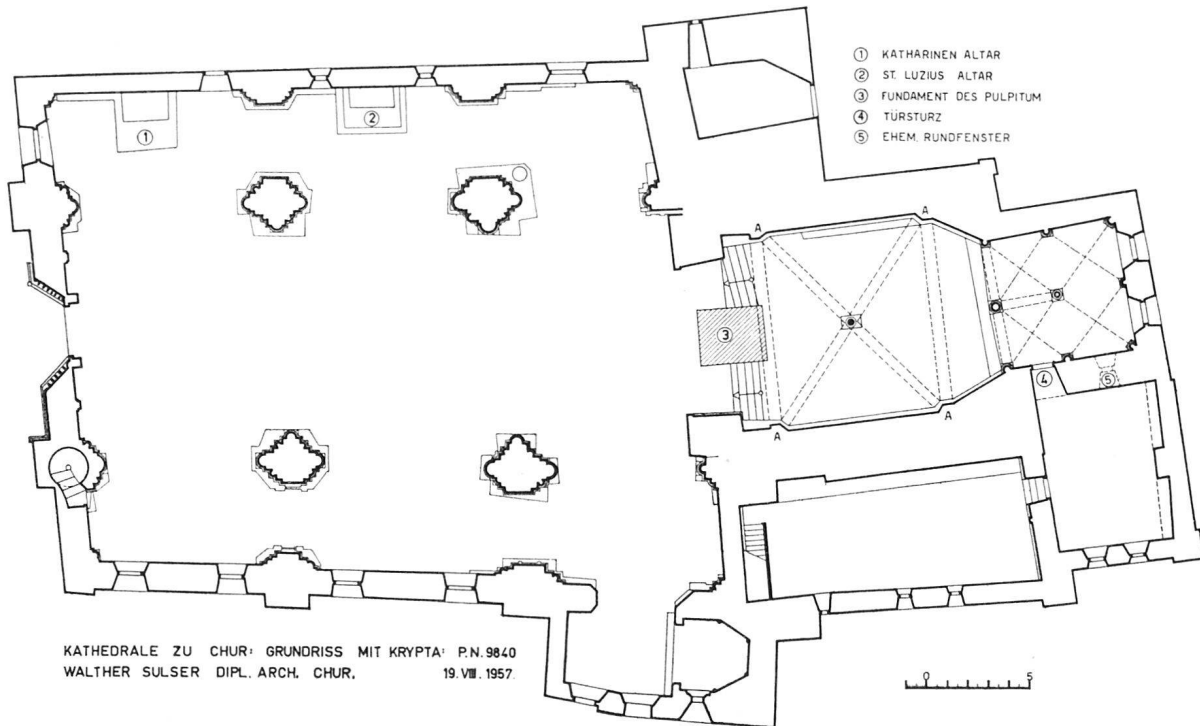 ① KATHARINEN ALTAR
② ST. LUZIUS ALTAR
③ FUNDAMENT DES PULPITUM
④ TÜRSTURZ
⑤ EHEM. RUNDFENSTER
①
②
A
A
③
④
⑤
A
A
KATHEDRALE ZU CHUR: GRUNDRISS MIT KRYPTA: P.N. 9840
WALTHER SULSER DIPL. ARCH. CHUR, 19. VIII. 1957.
0 5